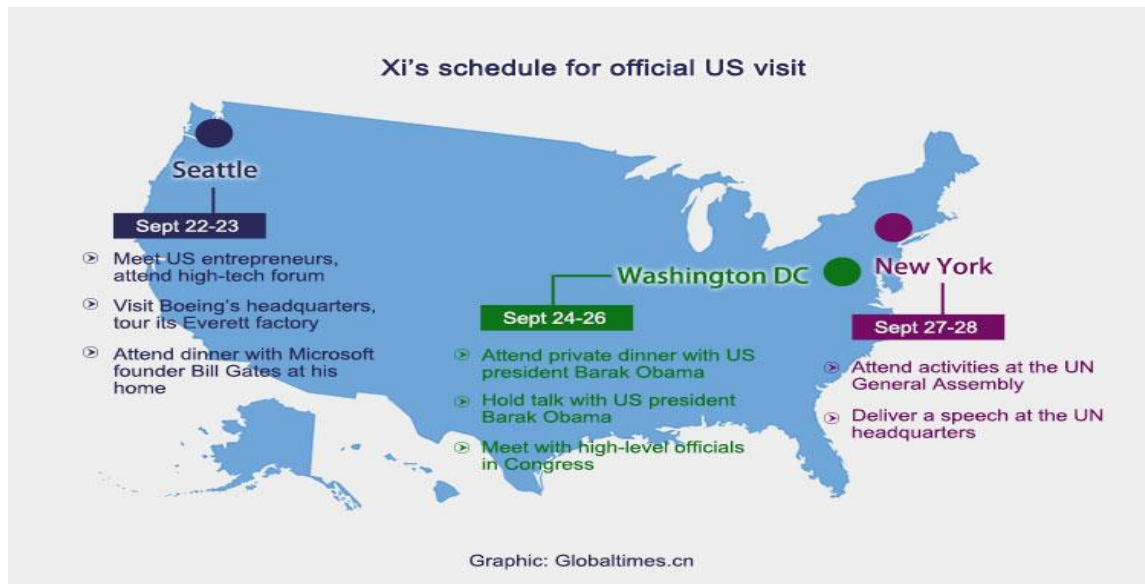 Xi's schedule for official US visit
Seattle
Sept 22-23
Meet US entrepreneurs,
attend high-tech forum
Visit Boeing's headquarters,
tour its Everett factory
Attend dinner with Microsoft
founder Bill Gates at his
home
Washington DC
Sept 24-26
Attend private dinner with US
president Barak Obama
Hold talk with US president
Barak Obama
Meet with high-level officials
in Congress
New York
Sept 27-28
Attend activities at the UN
General Assembly
Deliver a speech at the UN
headquarters
Graphic: Globaltimes.cn